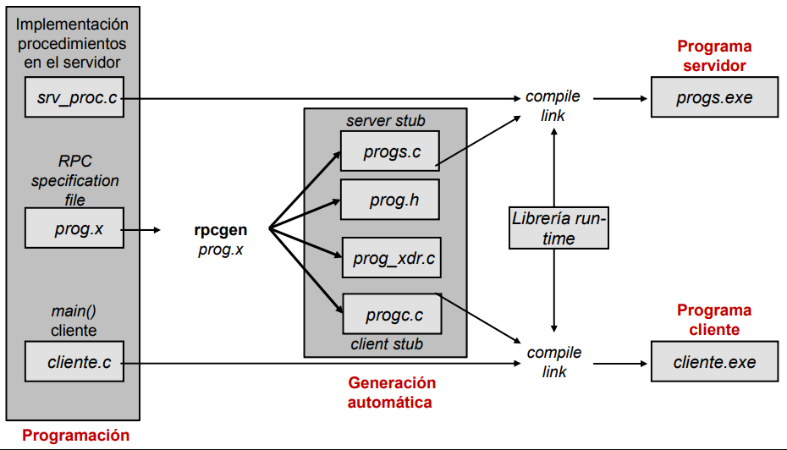 Implementación
procedimientos
en el servidor
srv_proc.c
RPC
specification
file
prog.x
main()
cliente
cliente.c
Programación
rpcgen
prog.x
server stub
progs.c
prog.h
prog_xdr.c
progc.c
client stub
Generación
automática
compile
link
Librería run-
time
compile
link
Programa
servidor
progs.exe
Programa
cliente
cliente.exe